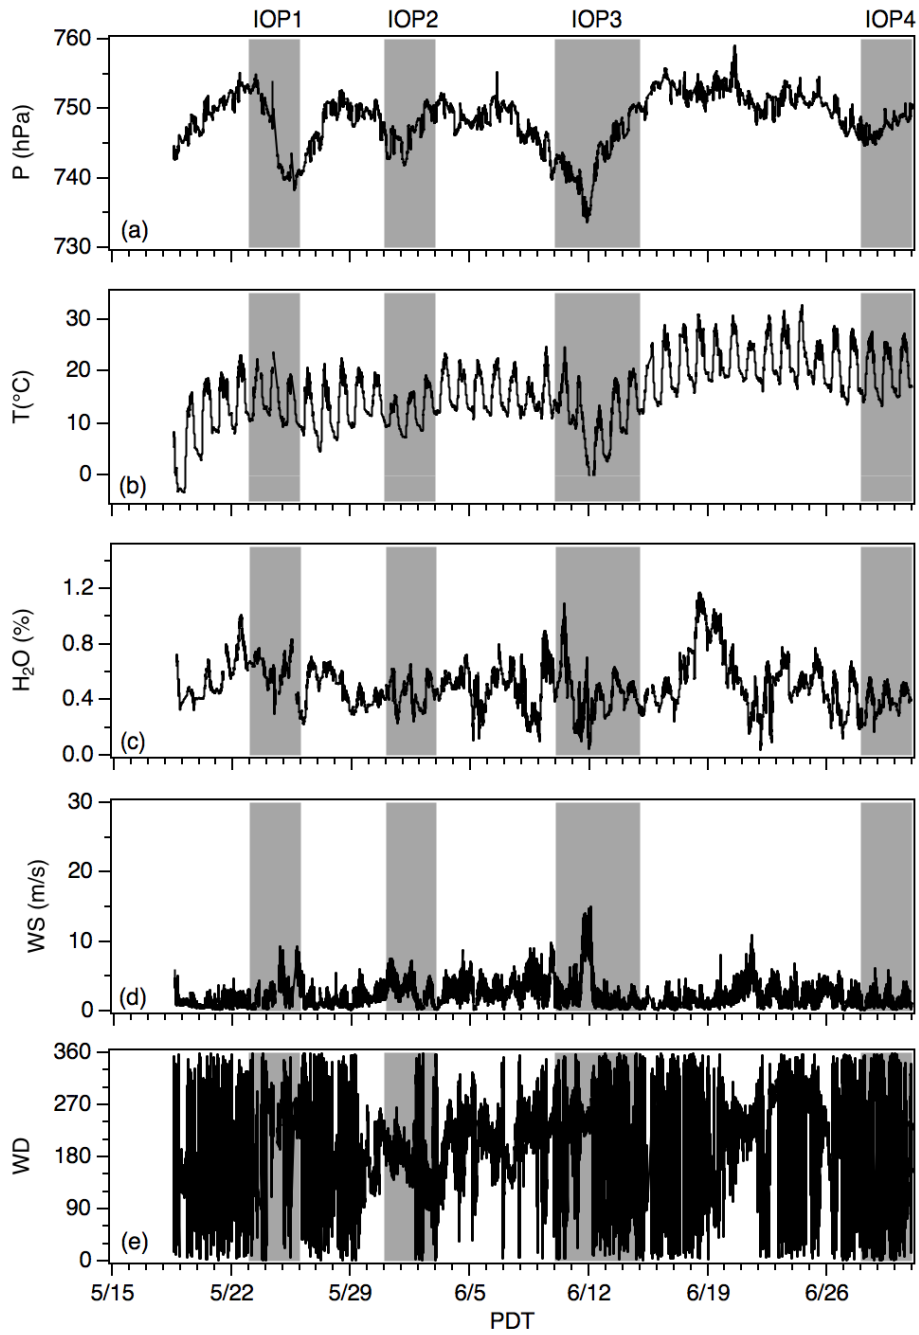 IOP1 IOP2 IOP3 IOP4
760
750
740
730
P (hPa)
(a)
30
20
10
0
T(°C)
(b)
1.2
0.8
0.4
0.0
H₂O (%)
(c)
30
20
10
0
WS (m/s)
(d)
360
270
180
90
0
WD
(e)
5/15 5/22 5/29 6/5 6/12 6/19 6/26
PDT